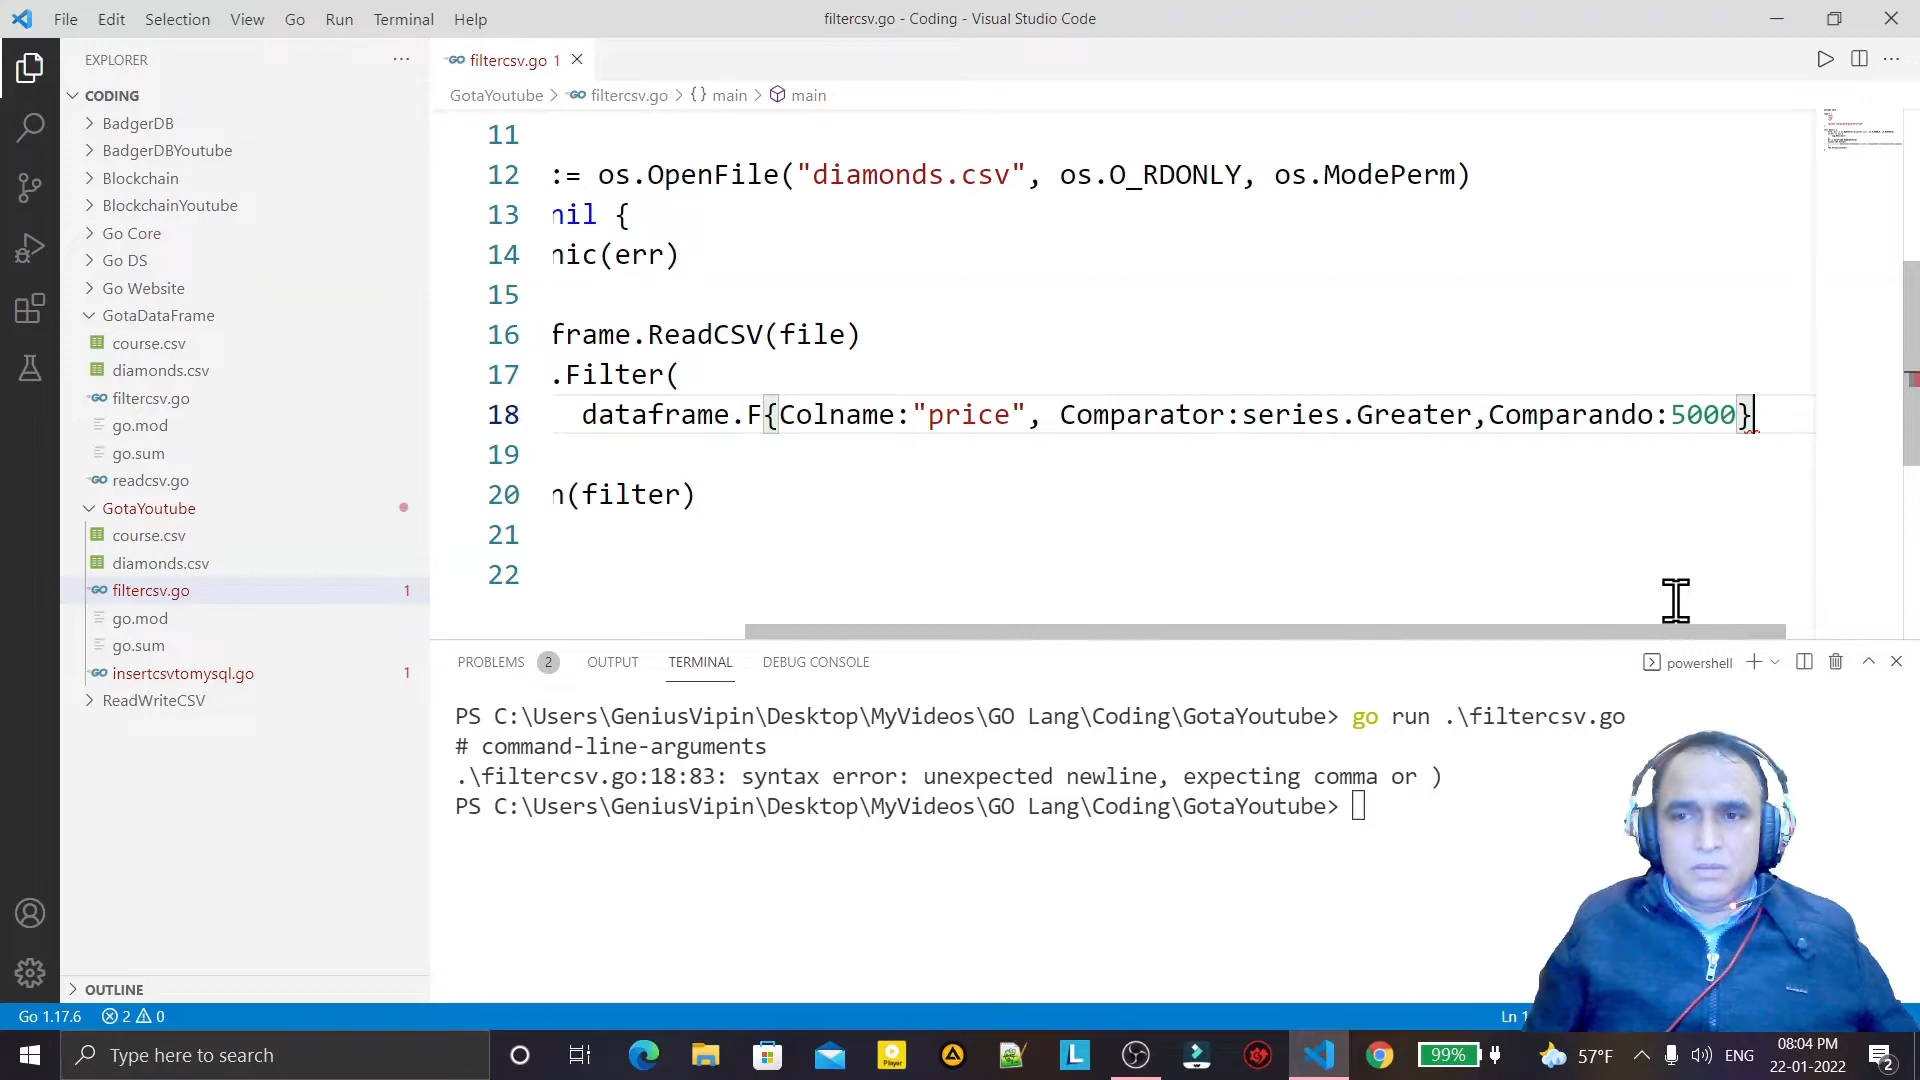 File Edit Selection View Go Run Terminal Help
filtercsv.go - Coding - Visual Studio Code
EXPLORER
CODING
BadgerDB
BadgerDBYoutube
Blockchain
BlockchainYoutube
Go Core
Go DS
Go Website
GotaDataFrame
course.csv
diamonds.csv
filtercsv.go
go.mod
go.sum
readcsv.go
GotaYoutube
course.csv
diamonds.csv
filtercsv.go 1
go.mod
go.sum
insertcsvtomysql.go 1
ReadWriteCSV
OUTLINE
filtercsv.go 1
GotaYoutube > filtercsv.go > {} main > main
11
12 := os.OpenFile("diamonds.csv", os.O_RDONLY, os.ModePerm)
13 nil {
14 nic(err)
15
16 frame.ReadCSV(file)
17 .Filter(
18 dataframe.F{Colname:"price", Comparator:series.Greater,Comparando:5000}
19
20 n(filter)
21
22
PROBLEMS 2 OUTPUT TERMINAL DEBUG CONSOLE
powershell
PS C:\Users\GeniusVipin\Desktop\MyVideos\GO Lang\Coding\GotaYoutube> go run .\filtercsv.go
# command-line-arguments
.\filtercsv.go:18:83: syntax error: unexpected newline, expecting comma or )
PS C:\Users\GeniusVipin\Desktop\MyVideos\GO Lang\Coding\GotaYoutube>
Go 1.17.6 2 0
Ln 1
Type here to search
99%
57°F
ENG
08:04 PM
22-01-2022
2